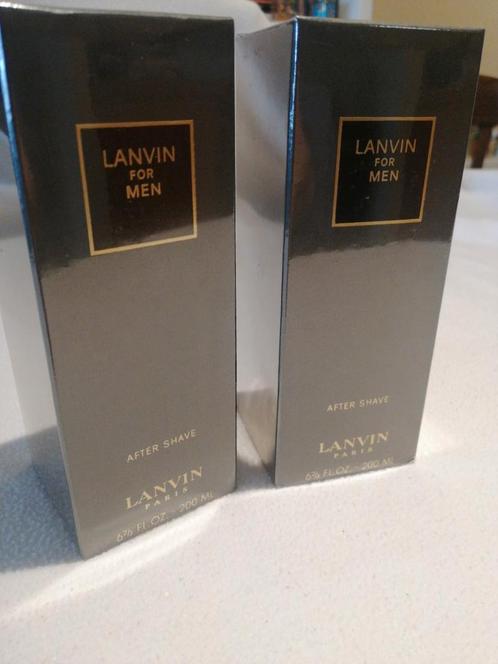 LANVIN
FOR
MEN
AFTER SHAVE
LANVIN
PARIS
6⅔ FL.OZ - 200 ML
LANVIN
FOR
MEN
AFTER SHAVE
LANVIN
PARIS
6⅔ FL.OZ - 200 ML